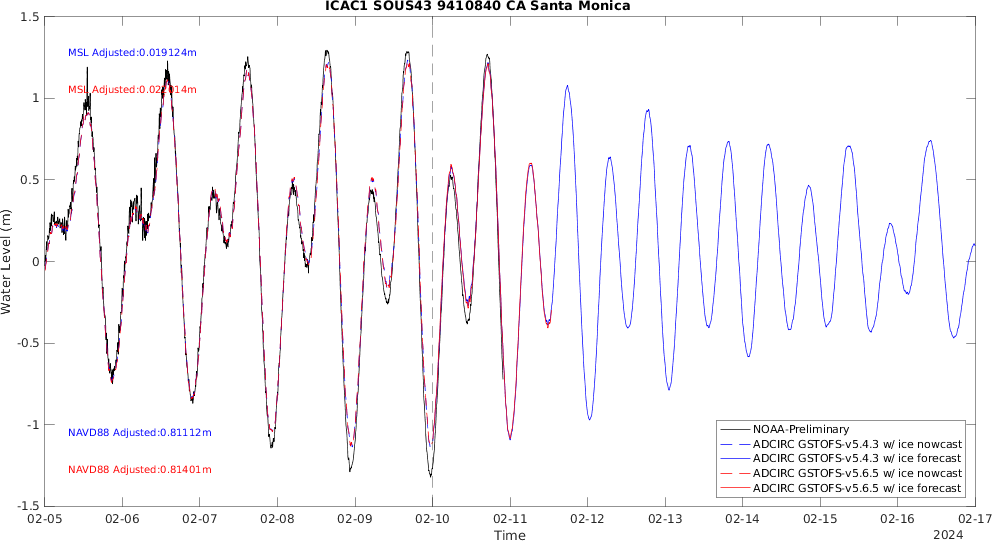 ICAC1 SOUS43 9410840 CA Santa Monica
1.5
1
0.5
0
-0.5
-1
-1.5
Water Level (m)
MSL Adjusted:0.019124m
MSL Adjusted:0.022014m
NAVD88 Adjusted:0.81112m
NAVD88 Adjusted:0.81401m
NOAA-Preliminary
ADCIRC GSTOFS-v5.4.3 w/ ice nowcast
ADCIRC GSTOFS-v5.4.3 w/ ice forecast
ADCIRC GSTOFS-v5.6.5 w/ ice nowcast
ADCIRC GSTOFS-v5.6.5 w/ ice forecast
02-05 02-06 02-07 02-08 02-09 02-10 02-11 02-12 02-13 02-14 02-15 02-16 02-17
Time
2024